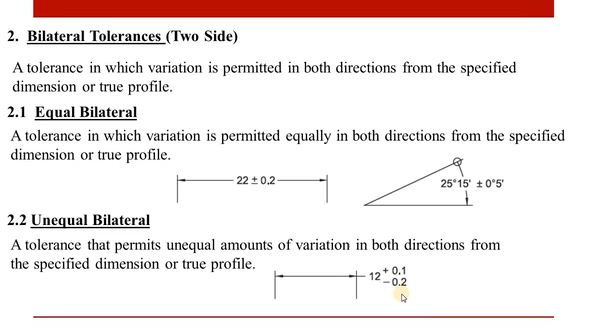 2. Bilateral Tolerances (Two Side)
A tolerance in which variation is permitted in both directions from the specified
dimension or true profile.
2.1 Equal Bilateral
A tolerance in which variation is permitted equally in both directions from the specified
dimension or true profile.
22 ± 0.2
25°15' ± 0°5'
2.2 Unequal Bilateral
A tolerance that permits unequal amounts of variation in both directions from
the specified dimension or true profile.
+ 0.1
12
− 0.2